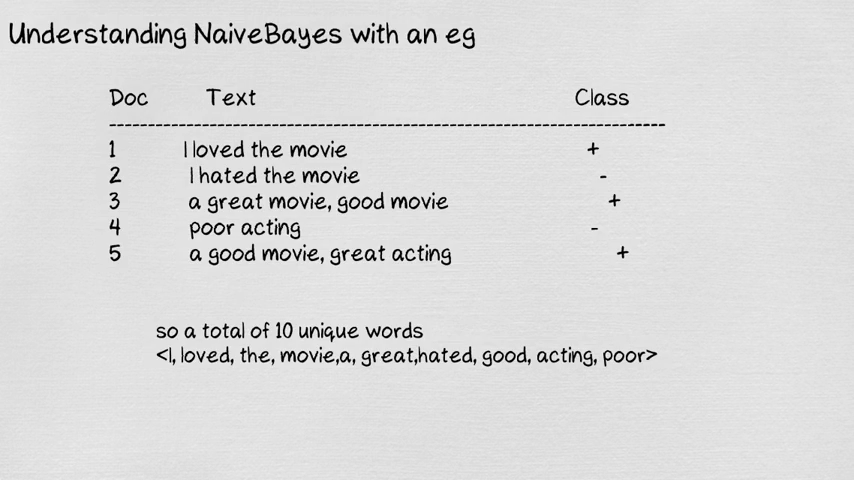 Understanding NaiveBayes with an eg
Doc Text Class
--------------------------------------------------------------------------------
1 I loved the movie +
2 I hated the movie -
3 a great movie, good movie +
4 poor acting -
5 a good movie, great acting +
so a total of 10 unique words
<I, loved, the, movie,a, great,hated, good, acting, poor>